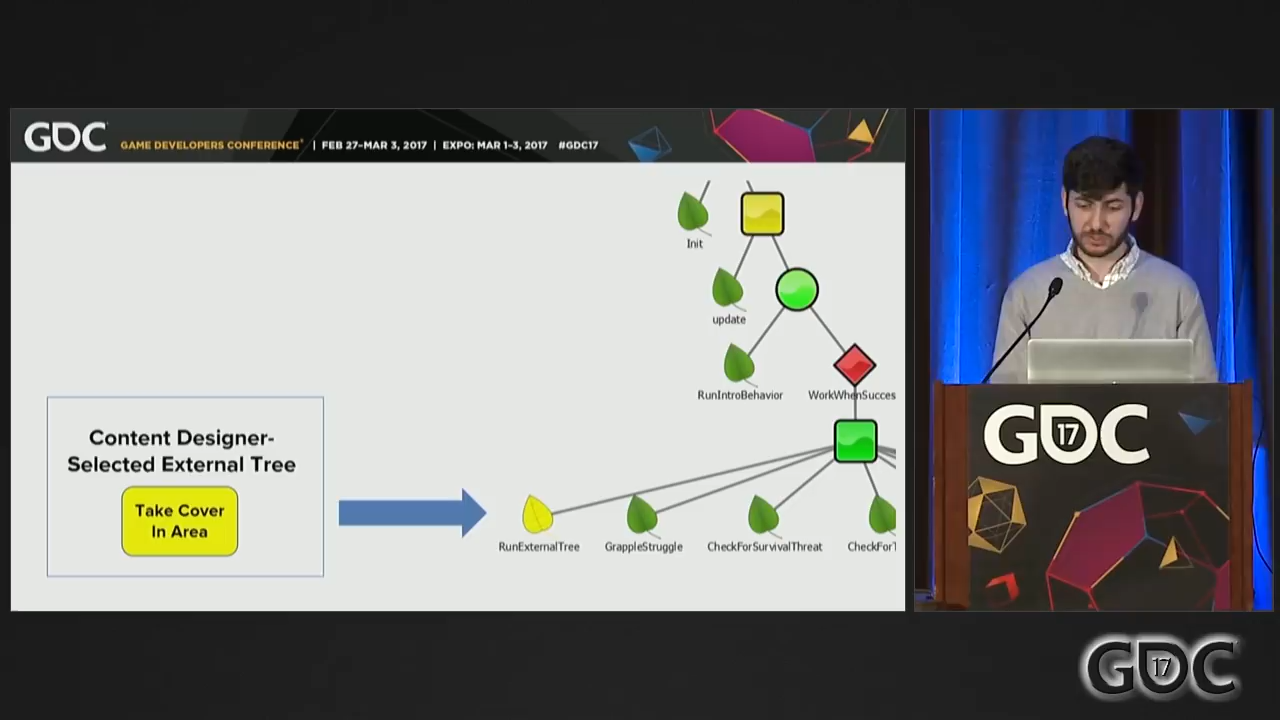 GDC
GAME DEVELOPERS CONFERENCE® | FEB 27–MAR 3, 2017 | EXPO: MAR 1–3, 2017 #GDC17
Init
update
RunIntroBehavior
WorkWhenSucces
Content Designer-
Selected External Tree
Take Cover
In Area
RunExternalTree
GrappleStruggle
CheckForSurvivalThreat
CheckForT
GDC
17
GDC
17